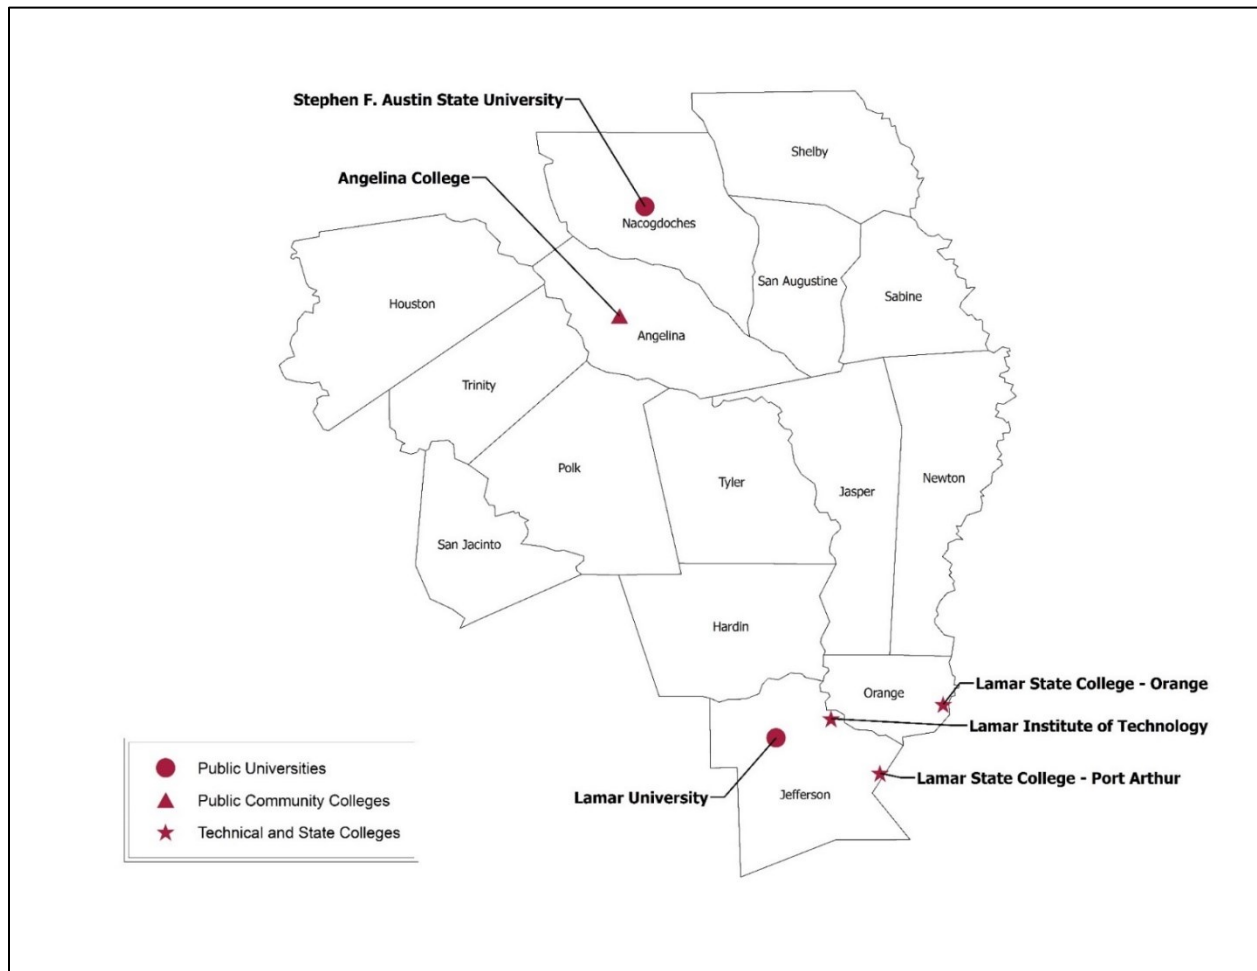 Stephen F. Austin State University
Shelby
Angelina College
Nacogdoches
San Augustine
Sabine
Houston
Angelina
Trinity
Polk
Tyler
Jasper
Newton
San Jacinto
Hardin
Orange
Lamar State College - Orange
Lamar Institute of Technology
Lamar State College - Port Arthur
Lamar University
Jefferson
Public Universities
Public Community Colleges
Technical and State Colleges